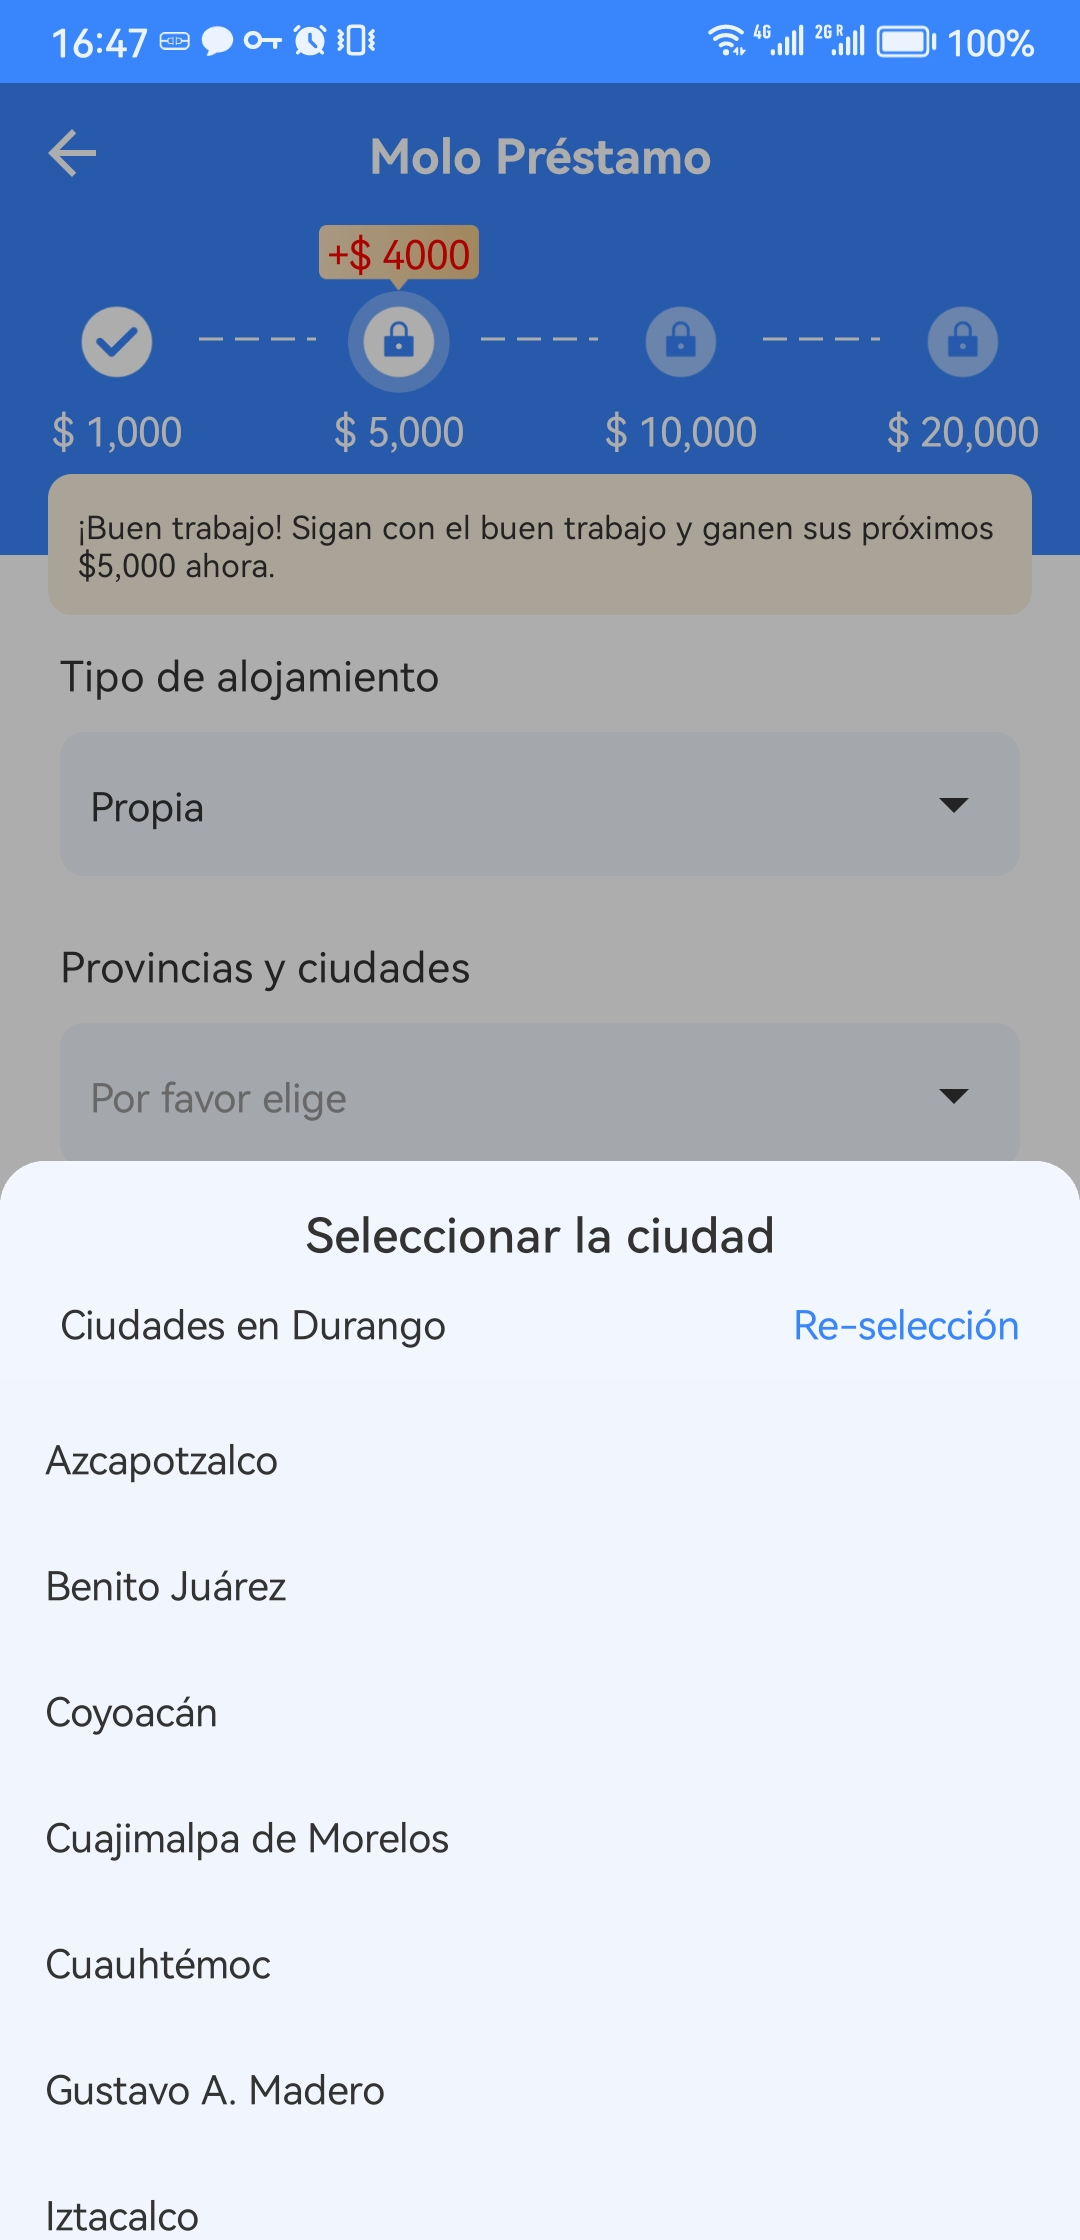 16:47
4G
2G R
100%
Molo Préstamo
+$ 4000
$ 1,000
$ 5,000
$ 10,000
$ 20,000
¡Buen trabajo! Sigan con el buen trabajo y ganen sus próximos
$5,000 ahora.
Tipo de alojamiento
Propia
Provincias y ciudades
Por favor elige
Seleccionar la ciudad
Ciudades en Durango
Re-selección
Azcapotzalco
Benito Juárez
Coyoacán
Cuajimalpa de Morelos
Cuauhtémoc
Gustavo A. Madero
Iztacalco